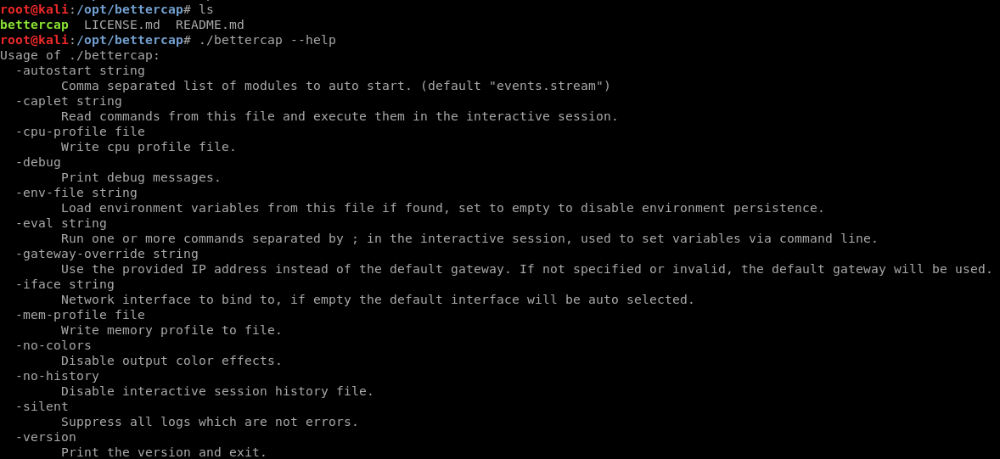 root@kali:/opt/bettercap# ls
bettercap  LICENSE.md  README.md
root@kali:/opt/bettercap# ./bettercap --help
Usage of ./bettercap:
  -autostart string
        Comma separated list of modules to auto start. (default "events.stream")
  -caplet string
        Read commands from this file and execute them in the interactive session.
  -cpu-profile file
        Write cpu profile file.
  -debug
        Print debug messages.
  -env-file string
        Load environment variables from this file if found, set to empty to disable environment persistence.
  -eval string
        Run one or more commands separated by ; in the interactive session, used to set variables via command line.
  -gateway-override string
        Use the provided IP address instead of the default gateway. If not specified or invalid, the default gateway will be used.
  -iface string
        Network interface to bind to, if empty the default interface will be auto selected.
  -mem-profile file
        Write memory profile to file.
  -no-colors
        Disable output color effects.
  -no-history
        Disable interactive session history file.
  -silent
        Suppress all logs which are not errors.
  -version
        Print the version and exit.